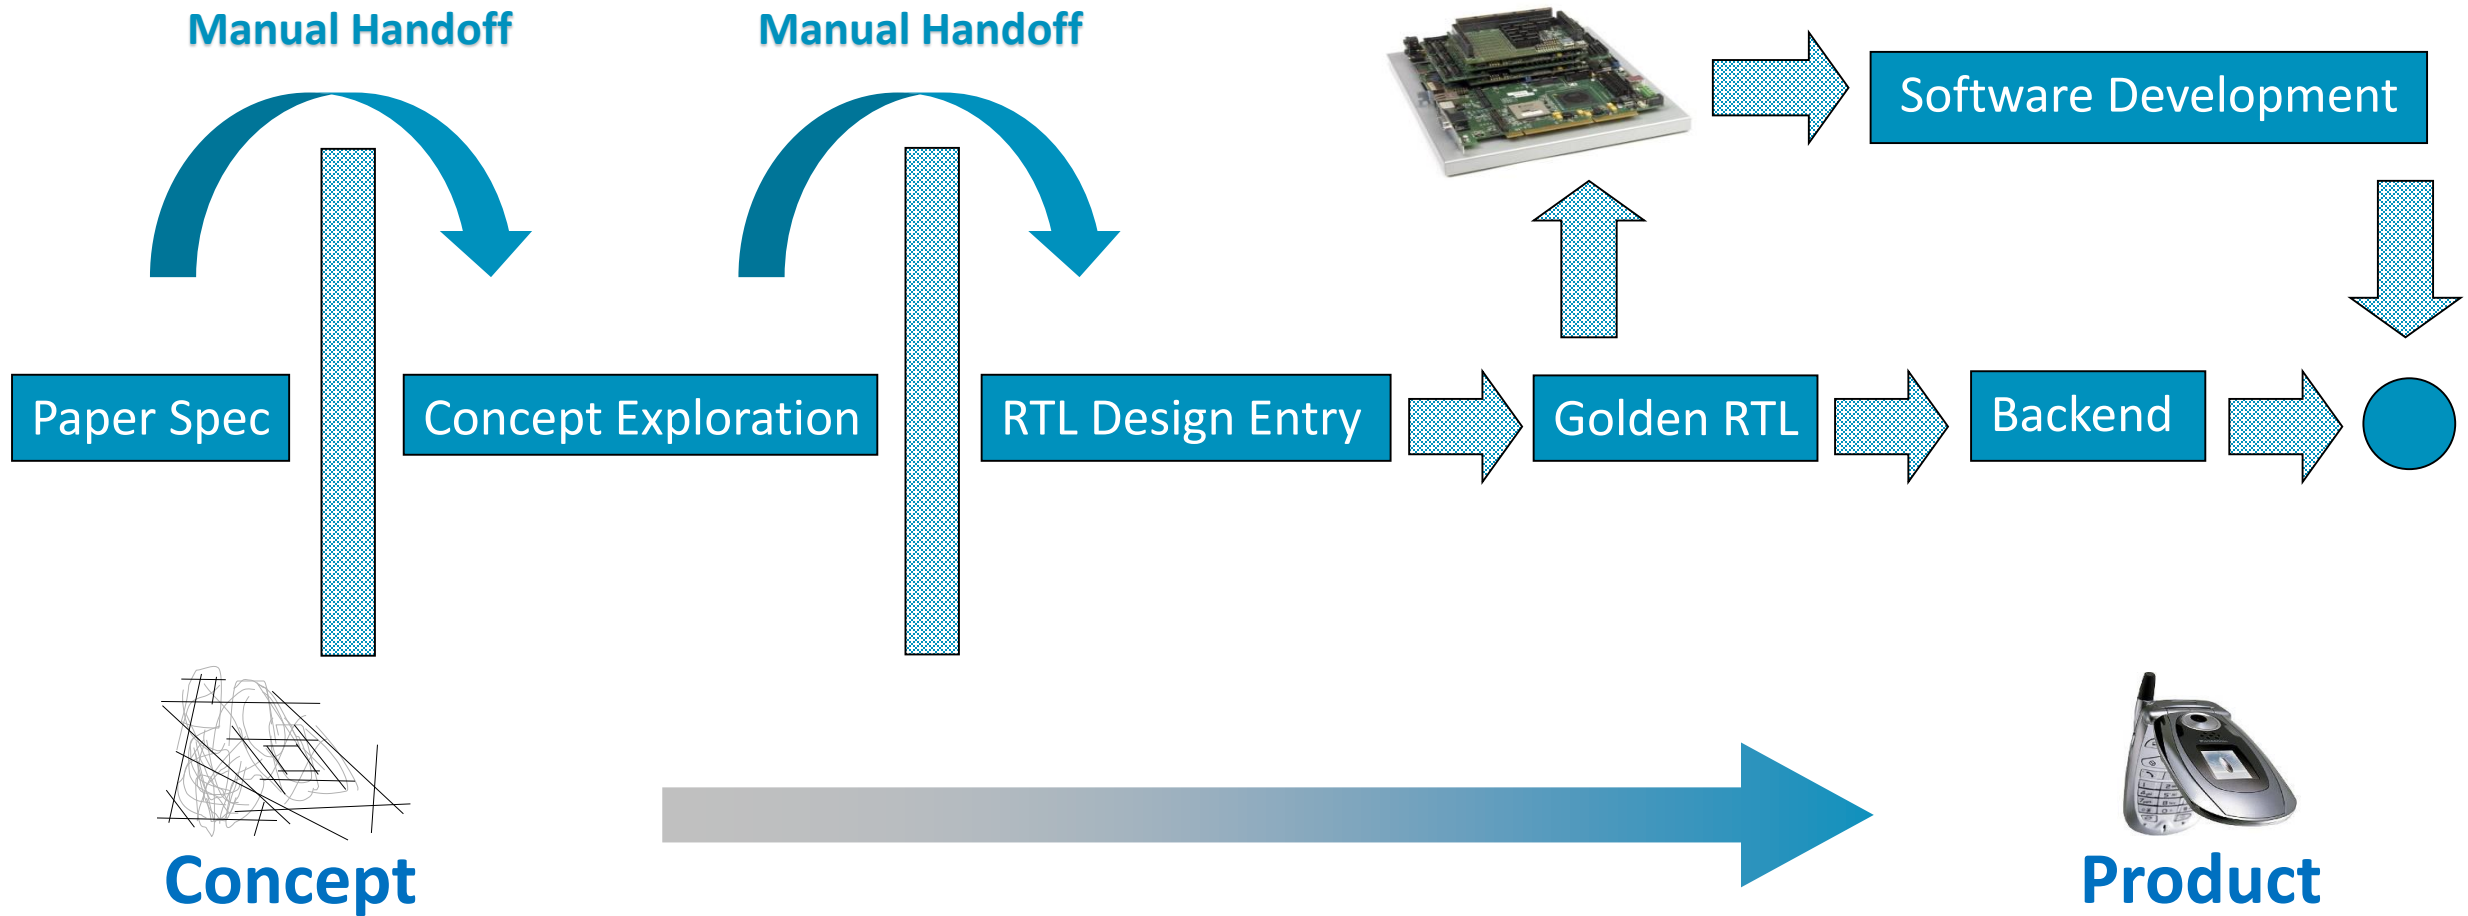 Manual Handoff
Manual Handoff
Software Development
Paper Spec
Concept Exploration
RTL Design Entry
Golden RTL
Backend
Concept
Product